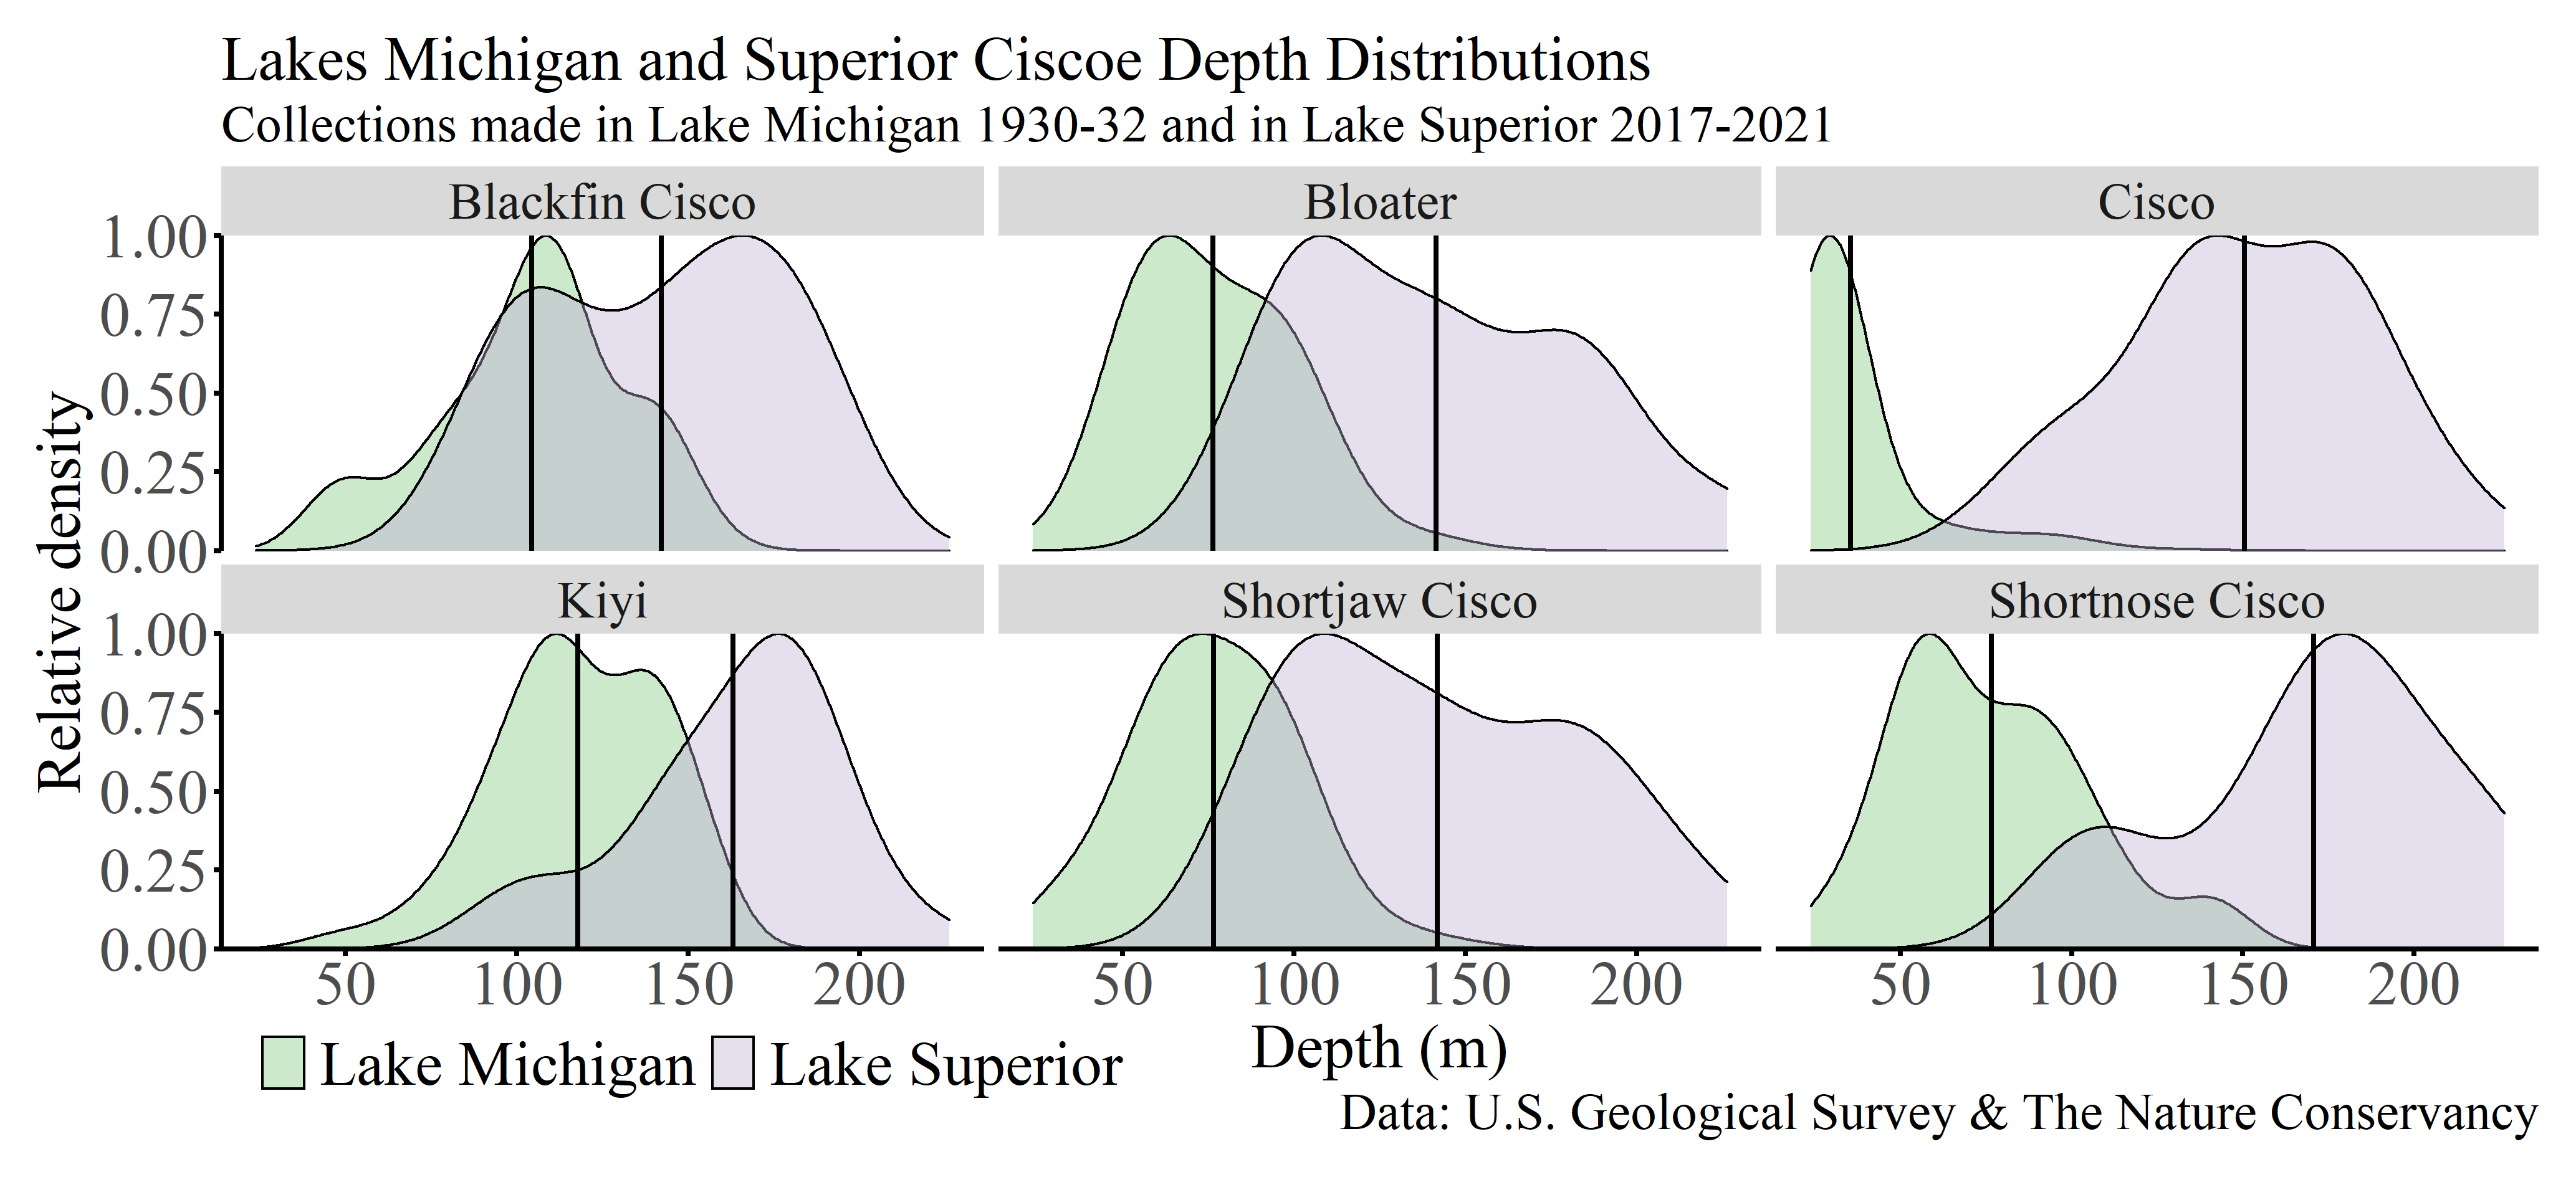 Lakes Michigan and Superior Ciscoe Depth Distributions
Collections made in Lake Michigan 1930-32 and in Lake Superior 2017-2021
Blackfin Cisco
Bloater
Cisco
1.00
0.75
0.50
0.25
0.00
Kiyi
Shortjaw Cisco
Shortnose Cisco
1.00
0.75
0.50
0.25
0.00
Relative density
50 100 150 200
50 100 150 200
50 100 150 200
Depth (m)
Lake Michigan
Lake Superior
Data: U.S. Geological Survey & The Nature Conservancy